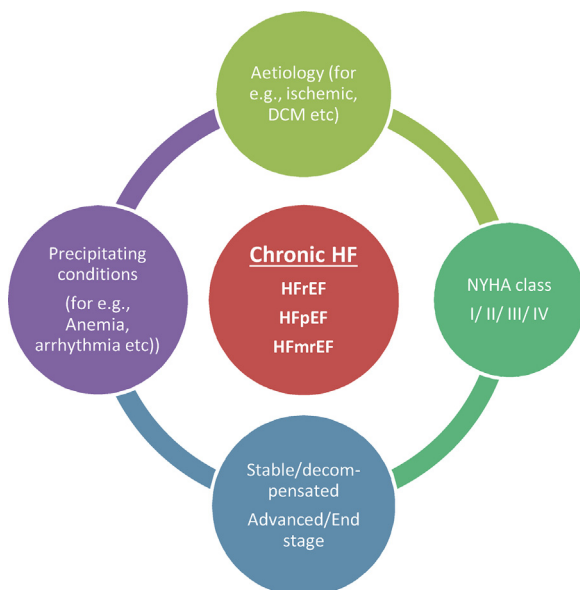 Aetiology (for
e.g., ischemic,
DCM etc)
Precipitating
conditions
(for e.g.,
Anemia,
arrhythmia etc))
Chronic HF
HFrEF
HFpEF
HFmrEF
NYHA class
I/ II/ III/ IV
Stable/decom-
pensated
Advanced/End
stage